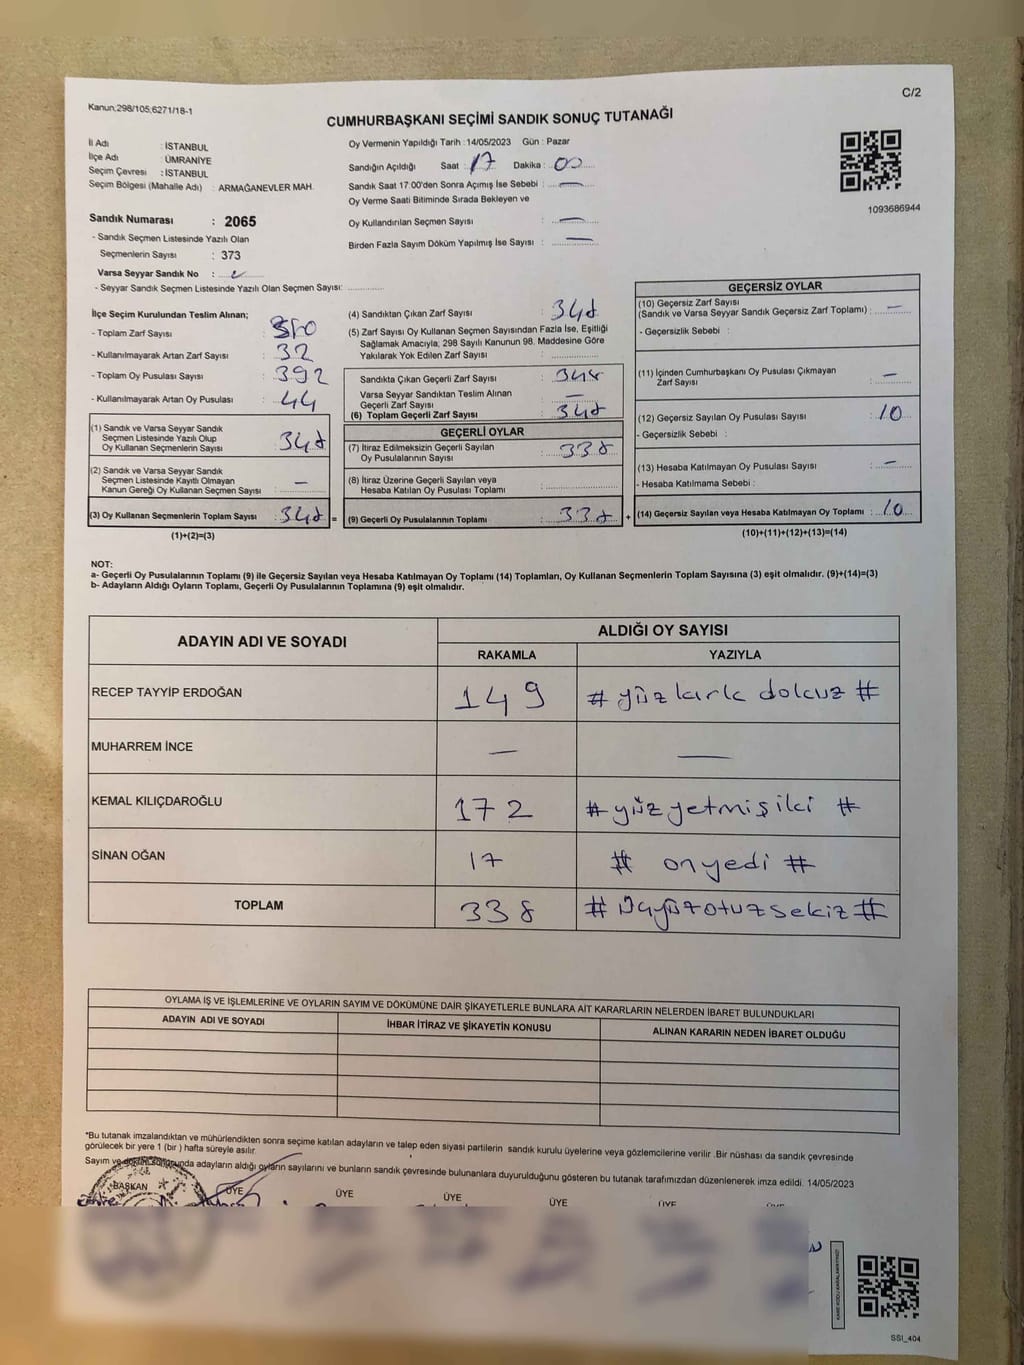 Kanun;298/105;6271/18-1
C/2
CUMHURBAŞKANI SEÇİMİ SANDIK SONUÇ TUTANAĞI
İl Adı : İSTANBUL
İlçe Adı : ÜMRANİYE
Seçim Çevresi : İSTANBUL
Seçim Bölgesi (Mahalle Adı) : ARMAĞANEVLER MAH.
Sandık Numarası : 2065
- Sandık Seçmen Listesinde Yazılı Olan
Seçmenlerin Sayısı : 373
Varsa Seyyar Sandık No :
- Seyyar Sandık Seçmen Listesinde Yazılı Olan Seçmen Sayısı:
Oy Vermenin Yapıldığı Tarih :14/05/2023 Gün : Pazar
Sandığın Açıldığı Saat : 17 Dakika : 00
Sandık Saat 17:00'den Sonra Açımış İse Sebebi : —
Oy Verme Saati Bitiminde Sırada Bekleyen ve
Oy Kullandırılan Seçmen Sayısı : —
Birden Fazla Sayım Döküm Yapılmış İse Sayısı : —
1093686944
İlçe Seçim Kurulundan Teslim Alınan;
- Toplam Zarf Sayısı :
- Kullanılmayarak Artan Zarf Sayısı : 32
- Toplam Oy Pusulası Sayısı : 392
- Kullanılmayarak Artan Oy Pusulası : 44
(1) Sandık ve Varsa Seyyar Sandık
Seçmen Listesinde Yazılı Olup
Oy Kullanan Seçmenlerin Sayısı : 348
(2) Sandık ve Varsa Seyyar Sandık
Seçmen Listesinde Kayıtlı Olmayan
Kanun Gereği Oy Kullanan Seçmen Sayısı : —
(3) Oy Kullanan Seçmenlerin Toplam Sayısı : 348 =
(1)+(2)=(3)
(4) Sandıktan Çıkan Zarf Sayısı : 348
(5) Zarf Sayısı Oy Kullanan Seçmen Sayısından Fazla İse, Eşitliği
Sağlamak Amacıyla, 298 Sayılı Kanunun 98. Maddesine Göre
Yakılarak Yok Edilen Zarf Sayısı :
Sandıkta Çıkan Geçerli Zarf Sayısı : 348
Varsa Seyyar Sandıktan Teslim Alınan
Geçerli Zarf Sayısı : —
(6) Toplam Geçerli Zarf Sayısı : 348
GEÇERLİ OYLAR
(7) İtiraz Edilmeksizin Geçerli Sayılan
Oy Pusulalarının Sayısı : 338
(8) İtiraz Üzerine Geçerli Sayılan veya
Hesaba Katılan Oy Pusulası Toplamı :
(9) Geçerli Oy Pusulalarının Toplamı : 338 +
GEÇERSİZ OYLAR
(10) Geçersiz Zarf Sayısı
(Sandık ve Varsa Seyyar Sandık Geçersiz Zarf Toplamı) : —
- Geçersizlik Sebebi :
(11) İçinden Cumhurbaşkanı Oy Pusulası Çıkmayan
Zarf Sayısı : —
(12) Geçersiz Sayılan Oy Pusulası Sayısı : 10
- Geçersizlik Sebebi :
(13) Hesaba Katılmayan Oy Pusulası Sayısı : —
- Hesaba Katılmama Sebebi :
(14) Geçersiz Sayılan veya Hesaba Katılmayan Oy Toplamı : 10
(10)+(11)+(12)+(13)=(14)
NOT:
a- Geçerli Oy Pusulalarının Toplamı (9) ile Geçersiz Sayılan veya Hesaba Katılmayan Oy Toplamı (14) Toplamları, Oy Kullanan Seçmenlerin Toplam Sayısına (3) eşit olmalıdır. (9)+(14)=(3)
b- Adayların Aldığı Oyların Toplamı, Geçerli Oy Pusulalarının Toplamına (9) eşit olmalıdır.
ADAYIN ADI VE SOYADI
ALDIĞI OY SAYISI
RAKAMLA YAZIYLA
RECEP TAYYİP ERDOĞAN 149 # yüz kırk dokuz #
MUHARREM İNCE — —
KEMAL KILIÇDAROĞLU 172 # yüz yetmiş iki #
SİNAN OĞAN 17 # on yedi #
TOPLAM 338 # Üçyüz otuz sekiz #
OYLAMA İŞ VE İŞLEMLERİNE VE OYLARIN SAYIM VE DÖKÜMÜNE DAİR ŞİKAYETLERLE BUNLARA AİT KARARLARIN NELERDEN İBARET BULUNDUKLARI
ADAYIN ADI VE SOYADI İHBAR İTİRAZ VE ŞİKAYETİN KONUSU ALINAN KARARIN NEDEN İBARET OLDUĞU
*Bu tutanak imzalandıktan ve mühürlendikten sonra seçime katılan adayların ve talep eden siyasi partilerin sandık kurulu üyelerine veya gözlemcilerine verilir .Bir nüshası da sandık çevresinde
görülecek bir yere 1 (bir ) hafta süreyle asılır.
Sayım ve döküm sonucunda adayların aldığı oyların sayılarını ve bunların sandık çevresinde bulunanlara duyurulduğunu gösteren bu tutanak tarafımızdan düzenlenerek imza edildi. 14/05/2023
BAŞKAN ÜYE ÜYE ÜYE ÜYE ÜYE
SSI_404